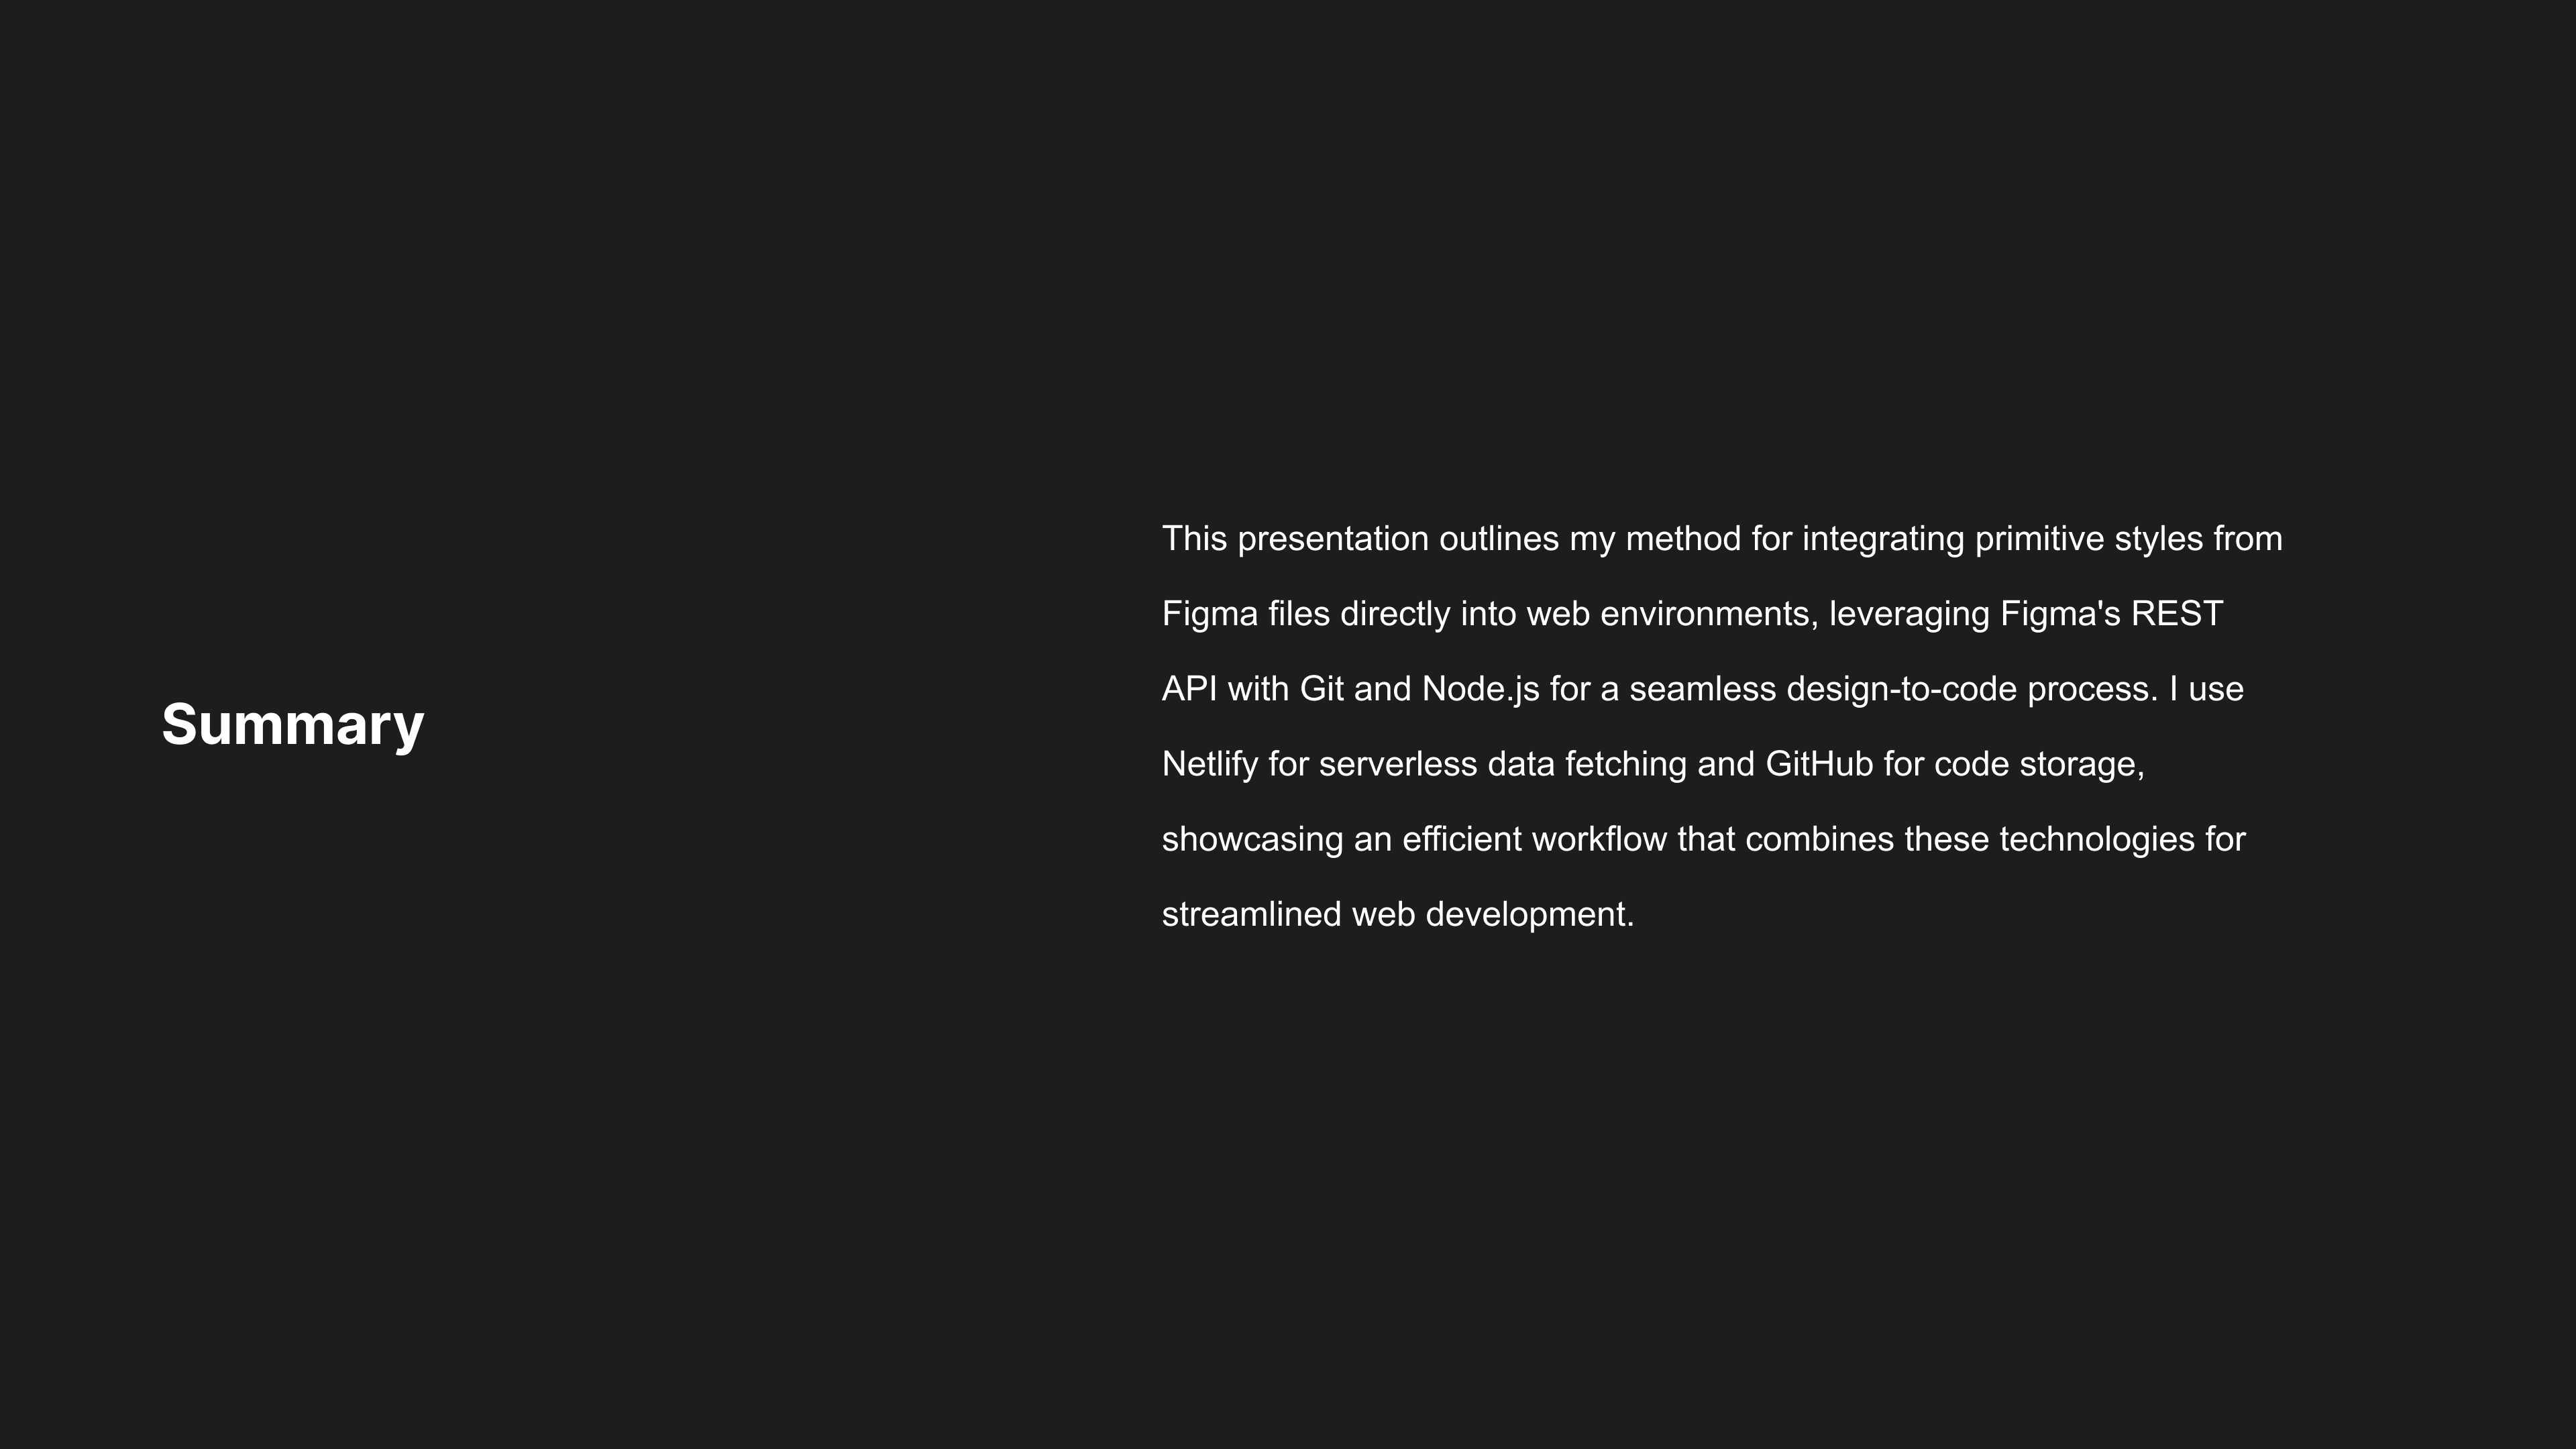 Summary
This presentation outlines my method for integrating primitive styles from
Figma files directly into web environments, leveraging Figma's REST
API with Git and Node.js for a seamless design-to-code process. I use
Netlify for serverless data fetching and GitHub for code storage,
showcasing an efficient workflow that combines these technologies for
streamlined web development.